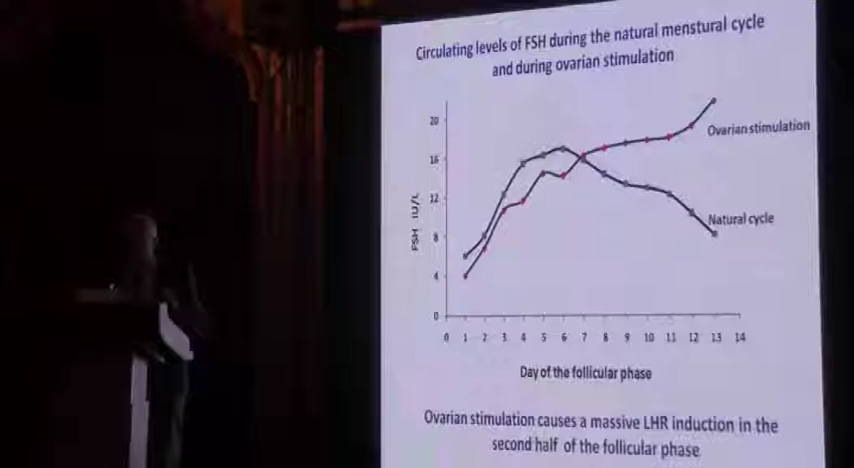 Circulating levels of FSH during the natural menstural cycle
and during ovarian stimulation
20
Ovarian stimulation
16
12
FSH IU/L
Natural cycle
8
4
0
0 1 2 3 4 5 6 7 8 9 10 11 12 13 14
Day of the follicular phase
Ovarian stimulation causes a massive LHR induction in the
second half of the follicular phase